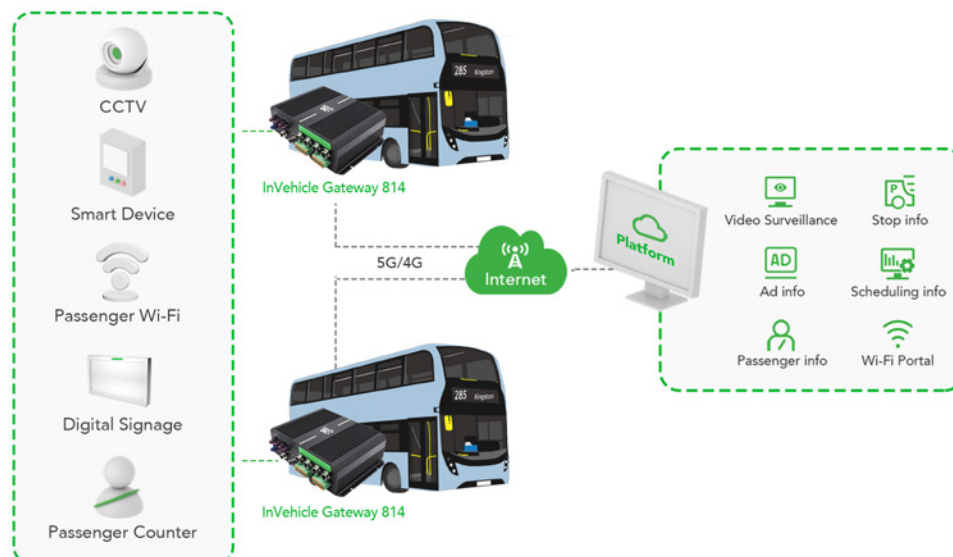 CCTV
Smart Device
Passenger Wi-Fi
Digital Signage
Passenger Counter
285 Kingston
InVehicle Gateway 814
5G/4G
Internet
Platform
285 Kingston
InVehicle Gateway 814
Video Surveillance
P
Stop info
AD
Ad info
Scheduling info
Passenger info
Wi-Fi Portal